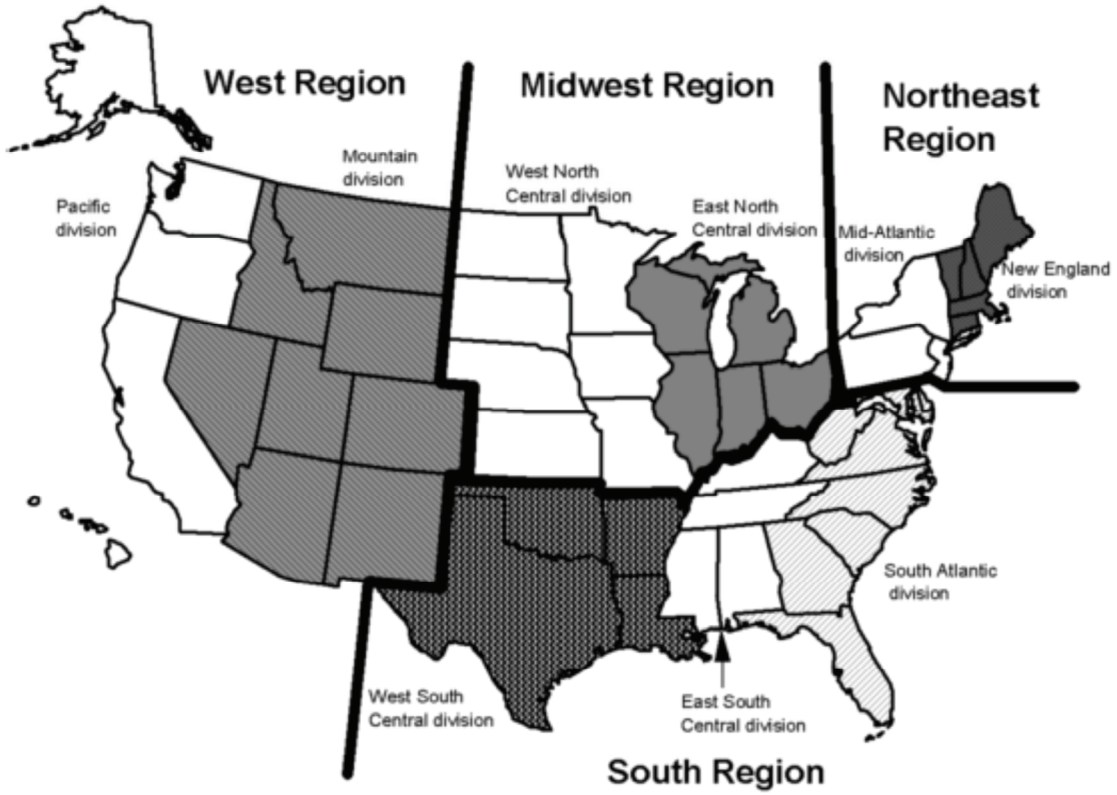 West Region
Midwest Region
Northeast
Region
Mountain
division
West North
Central division
Pacific
division
East North
Central division
Mid-Atlantic
division
New England
division
South Atlantic
division
West South
Central division
East South
Central division
South Region